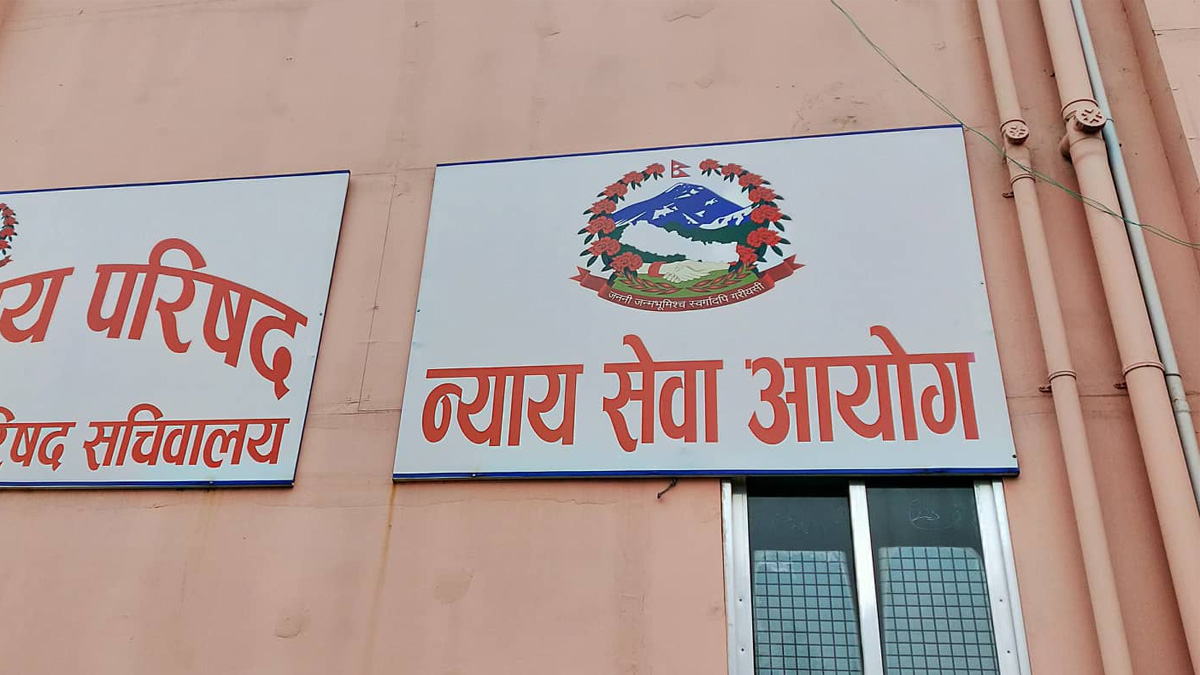 परिषद
सचिवालय
जननी जन्मभूमिश्च स्वर्गादपि गरीयसी
न्याय सेवा आयोग